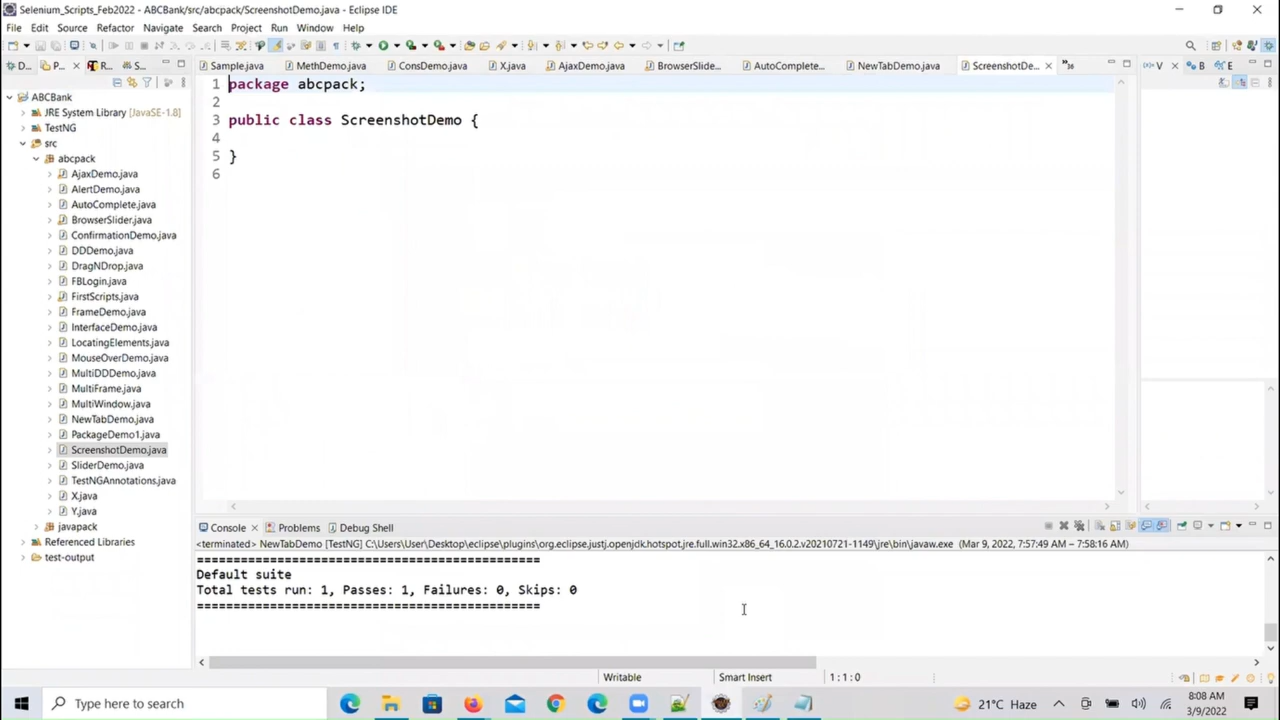 Selenium_Scripts_Feb2022 - ABCBank/src/abcpack/ScreenshotDemo.java - Eclipse IDE
File Edit Source Refactor Navigate Search Project Run Window Help
D... P... R... S...
Sample.java MethDemo.java ConsDemo.java X.java AjaxDemo.java BrowserSlide... AutoComplete... NewTabDemo.java ScreenshotDe... »16
V B E
ABCBank
JRE System Library [JavaSE-1.8]
TestNG
src
abcpack
AjaxDemo.java
AlertDemo.java
AutoComplete.java
BrowserSlider.java
ConfirmationDemo.java
DDDemo.java
DragNDrop.java
FBLogin.java
FirstScripts.java
FrameDemo.java
InterfaceDemo.java
LocatingElements.java
MouseOverDemo.java
MultiDDDemo.java
MultiFrame.java
MultiWindow.java
NewTabDemo.java
PackageDemo1.java
ScreenshotDemo.java
SliderDemo.java
TestNGAnnotations.java
X.java
Y.java
javapack
Referenced Libraries
test-output
1 package abcpack;
2
3 public class ScreenshotDemo {
4
5 }
6
Console Problems Debug Shell
<terminated> NewTabDemo [TestNG] C:\Users\User\Desktop\eclipse\plugins\org.eclipse.justj.openjdk.hotspot.jre.full.win32.x86_64_16.0.2.v20210721-1149\jre\bin\javaw.exe (Mar 9, 2022, 7:57:49 AM – 7:58:16 AM)
===============================================
Default suite
Total tests run: 1, Passes: 1, Failures: 0, Skips: 0
===============================================
Writable Smart Insert 1 : 1 : 0
Type here to search
21°C Haze
8:08 AM
3/9/2022